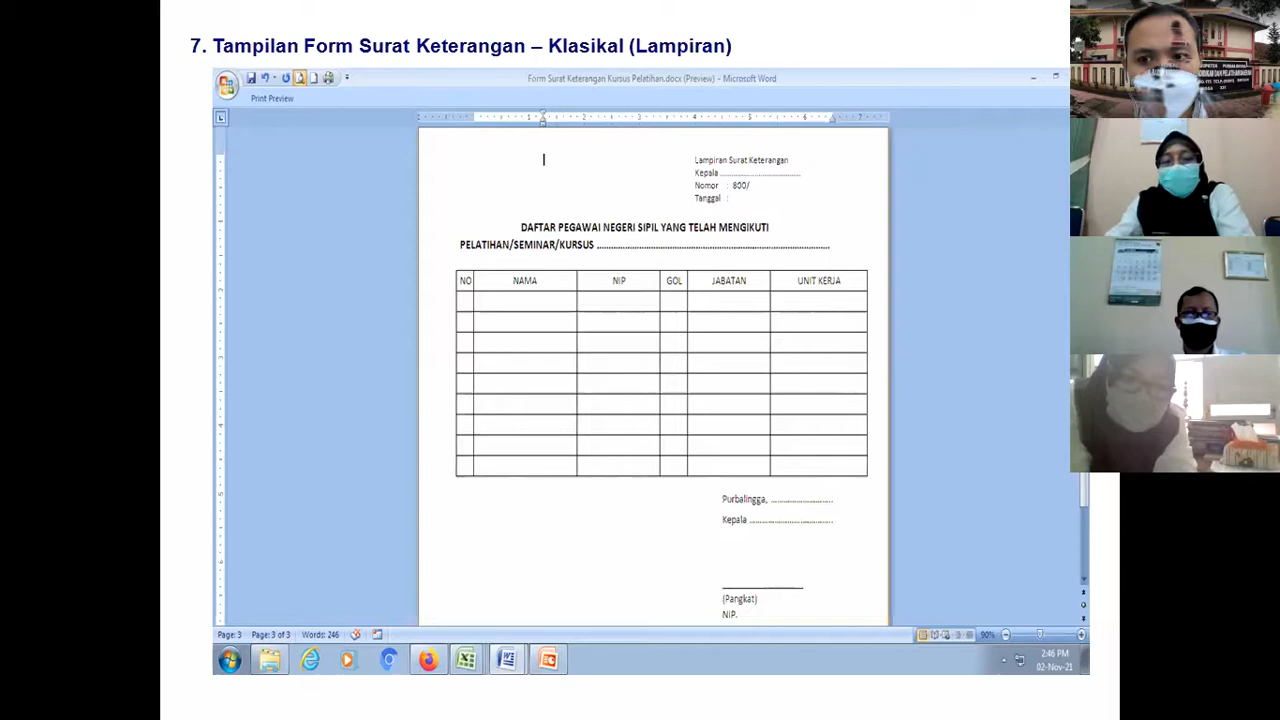 7. Tampilan Form Surat Keterangan – Klasikal (Lampiran)
Form Surat Keterangan Kursus Pelatihan.docx (Preview) - Microsoft Word
Print Preview
Lampiran Surat Keterangan
Kepala ...............................
Nomor : 800/
Tanggal :
DAFTAR PEGAWAI NEGERI SIPIL YANG TELAH MENGIKUTI
PELATIHAN/SEMINAR/KURSUS ....................................................................................
NO NAMA NIP GOL JABATAN UNIT KERJA
Purbalingga, .......................
Kepala ...............................
(Pangkat)
NIP.
Page: 3 Page: 3 of 3 Words: 246 90%
2:46 PM
02-Nov-21